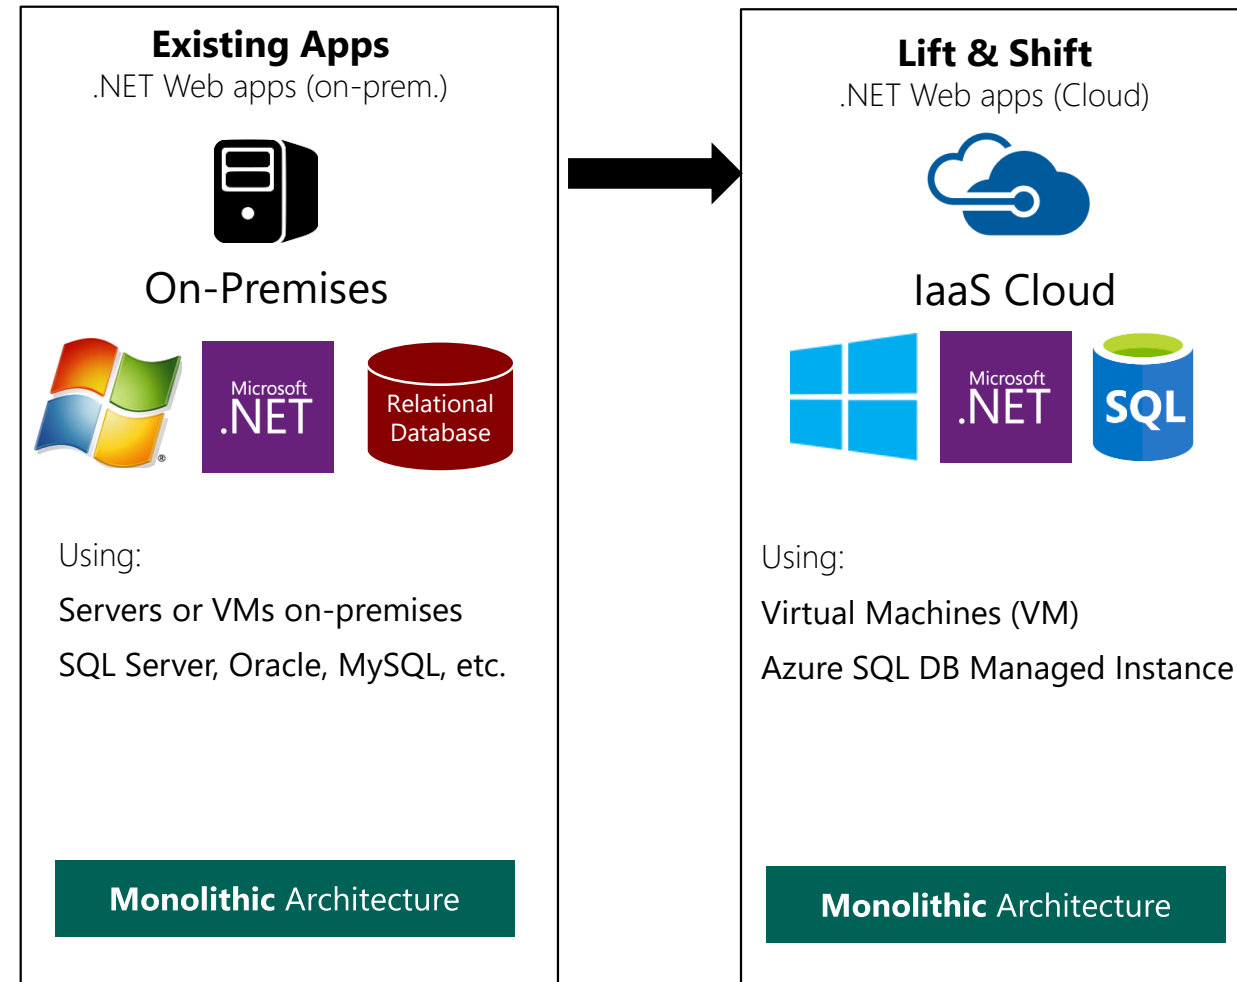 Existing Apps
.NET Web apps (on-prem.)
On-Premises
Microsoft
.NET
Relational
Database
®
Using:
Servers or VMs on-premises
SQL Server, Oracle, MySQL, etc.
Monolithic Architecture
Lift & Shift
.NET Web apps (Cloud)
IaaS Cloud
Microsoft
.NET
SQL
Using:
Virtual Machines (VM)
Azure SQL DB Managed Instance
Monolithic Architecture